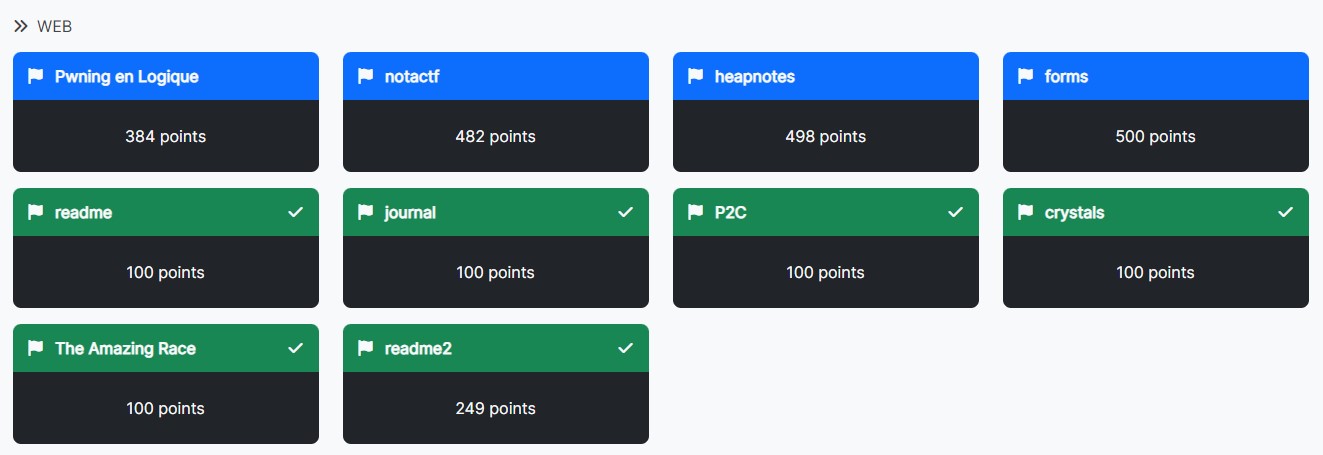 WEB
Pwning en Logique
notactf
heapnotes
forms
384 points
482 points
498 points
500 points
readme
journal
P2C
crystals
100 points
100 points
100 points
100 points
The Amazing Race
readme2
100 points
249 points